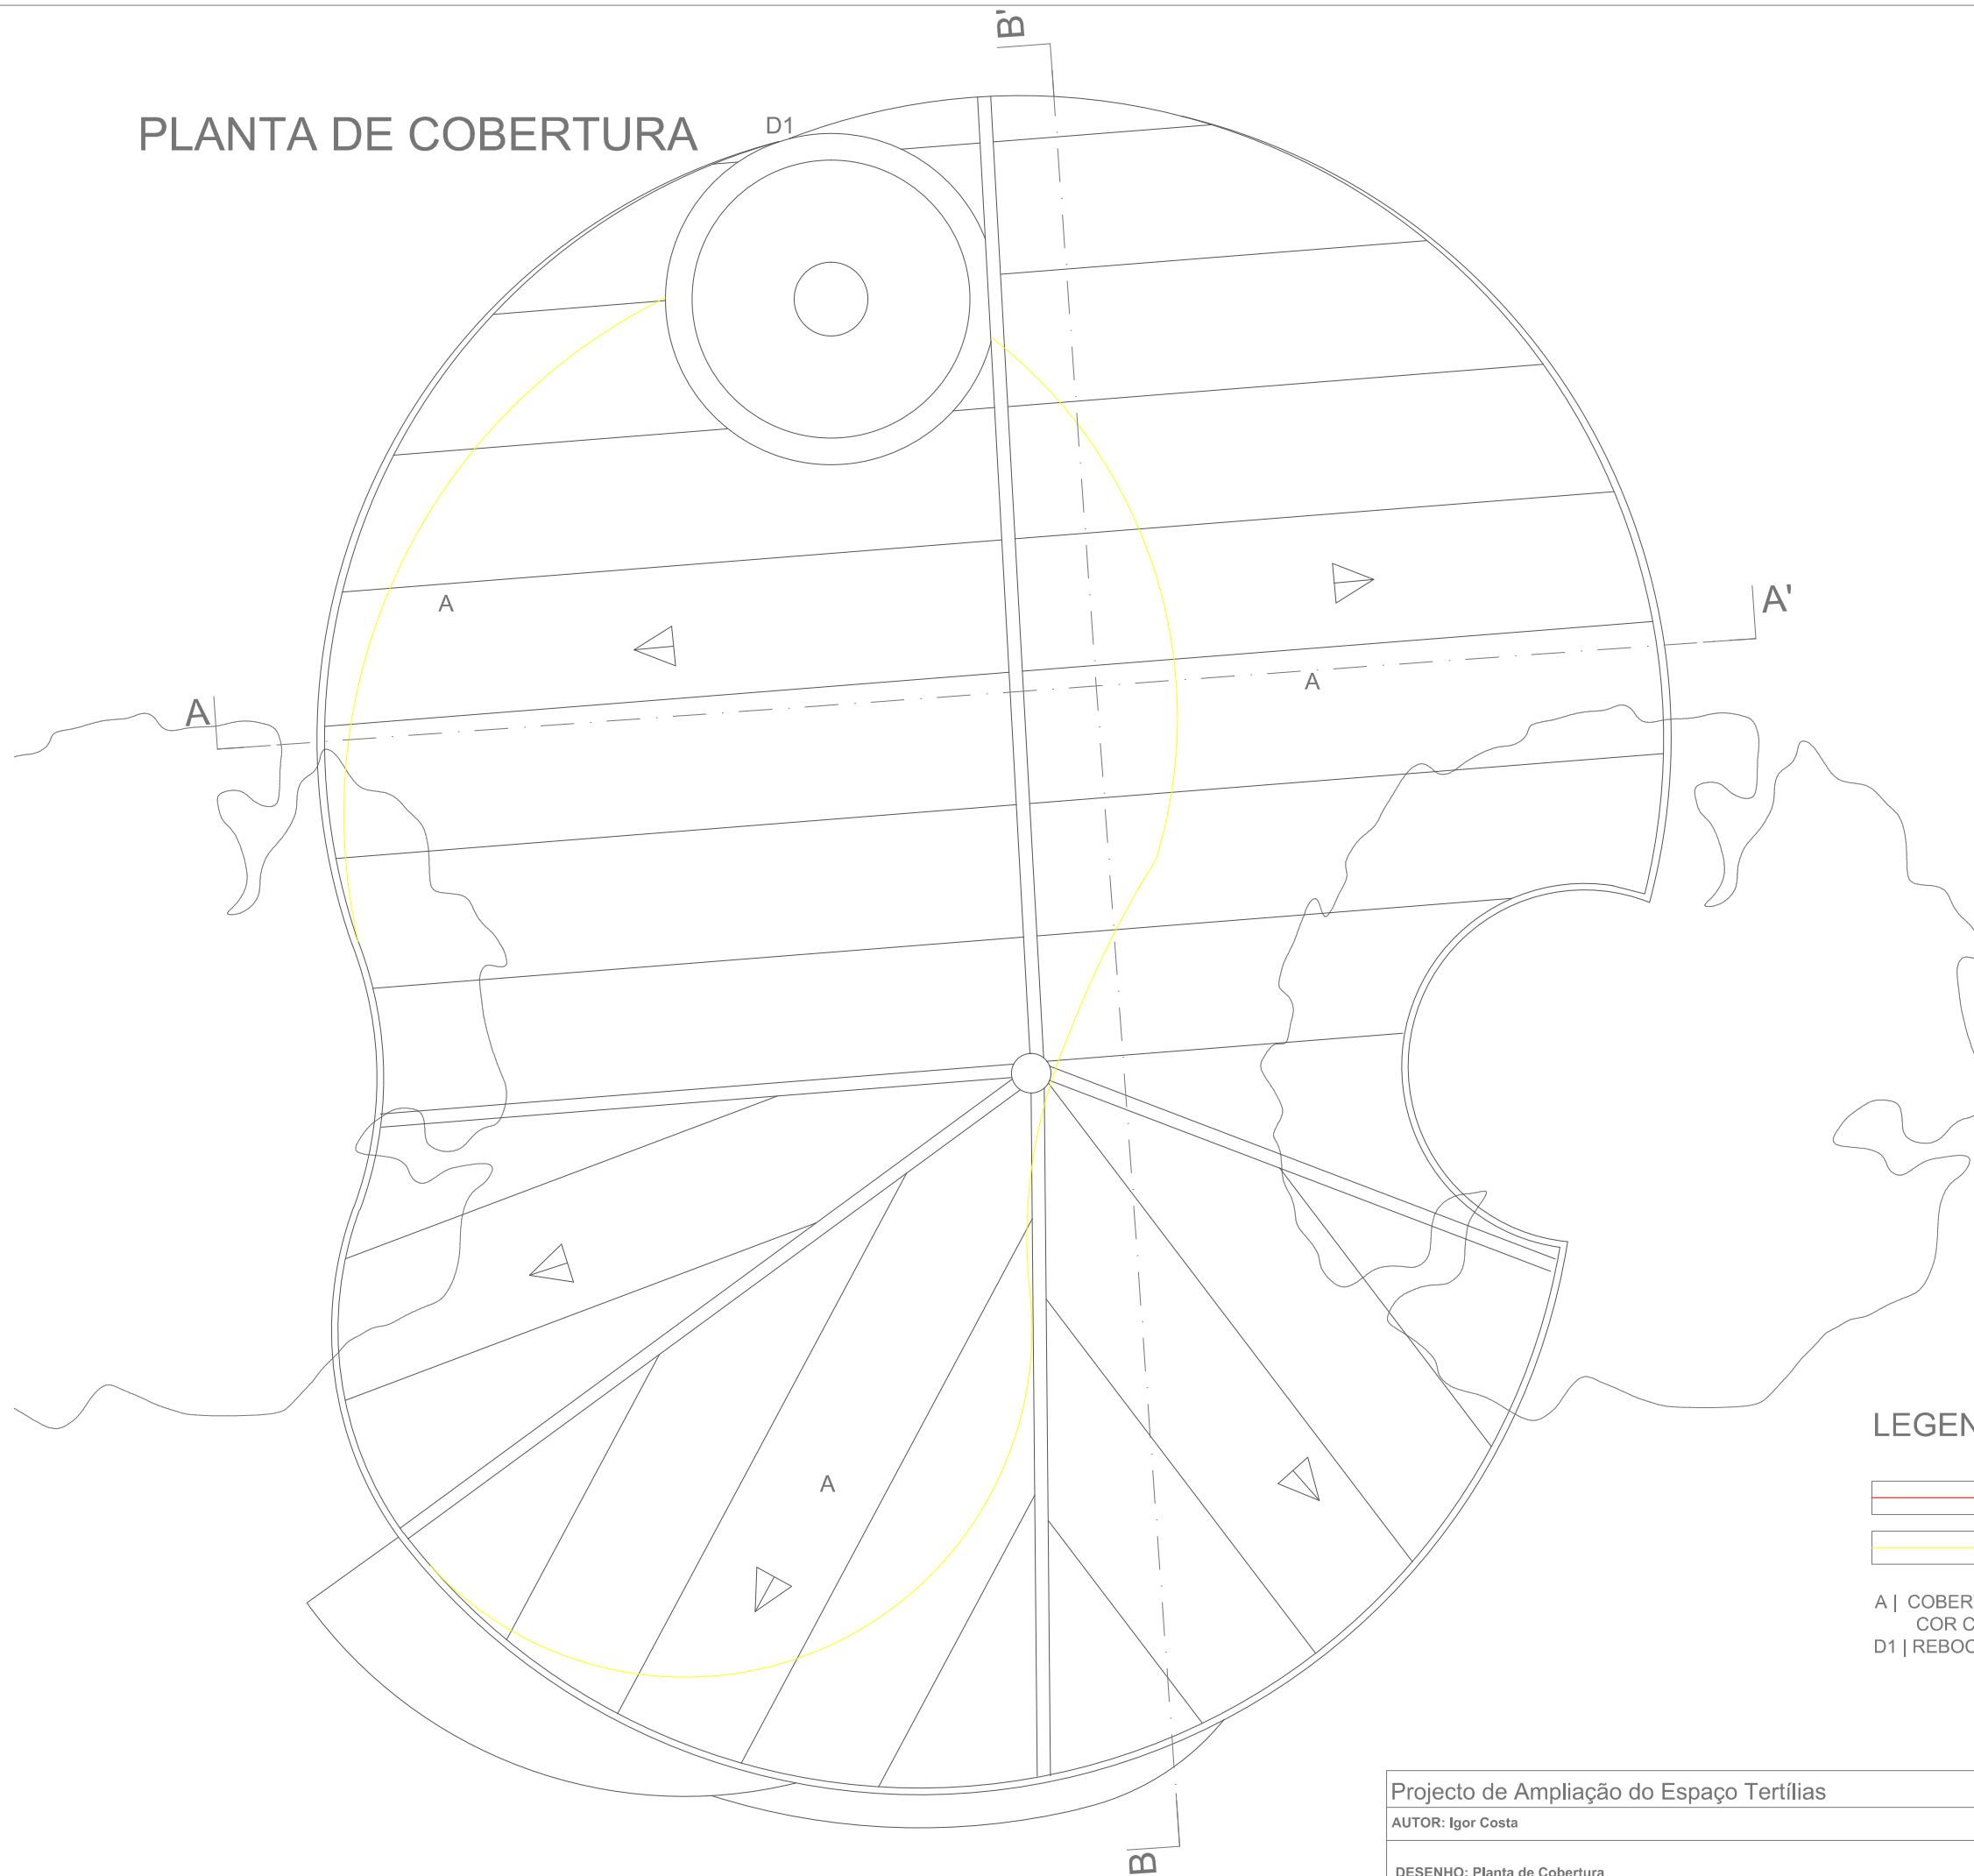 B'
PLANTA DE COBERTURA
D1
A
A'
A
A
LEGEN
A
A | COBER
COR C
D1 | REBOC
Projecto de Ampliação do Espaço Tertílias
AUTOR: Igor Costa
B
DESENHO: Planta de Cobertura